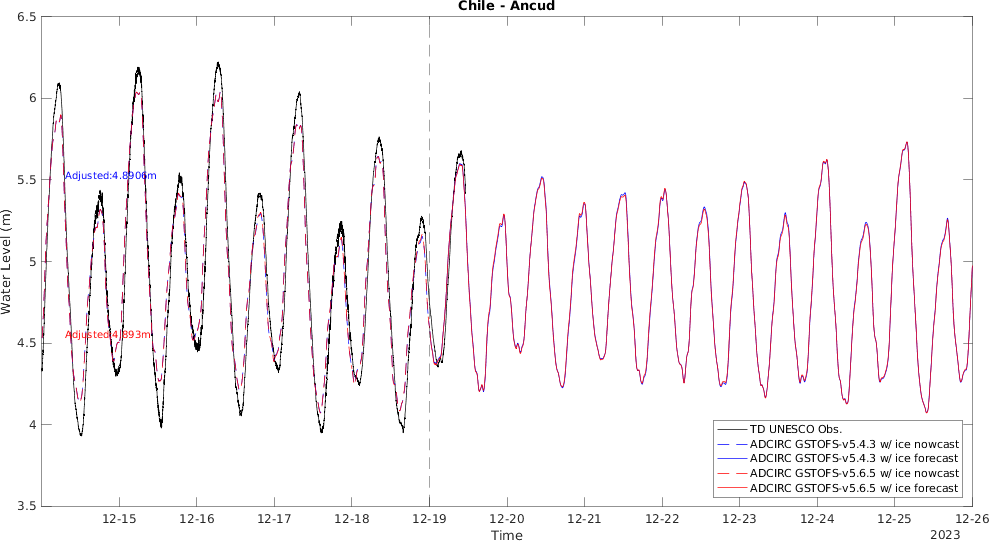 Chile - Ancud
6.5
6
5.5
5
4.5
4
3.5
Water Level (m)
Adjusted:4.8906m
Adjusted:4.893m
TD UNESCO Obs.
ADCIRC GSTOFS-v5.4.3 w/ ice nowcast
ADCIRC GSTOFS-v5.4.3 w/ ice forecast
ADCIRC GSTOFS-v5.6.5 w/ ice nowcast
ADCIRC GSTOFS-v5.6.5 w/ ice forecast
12-15 12-16 12-17 12-18 12-19 12-20 12-21 12-22 12-23 12-24 12-25 12-26
Time
2023